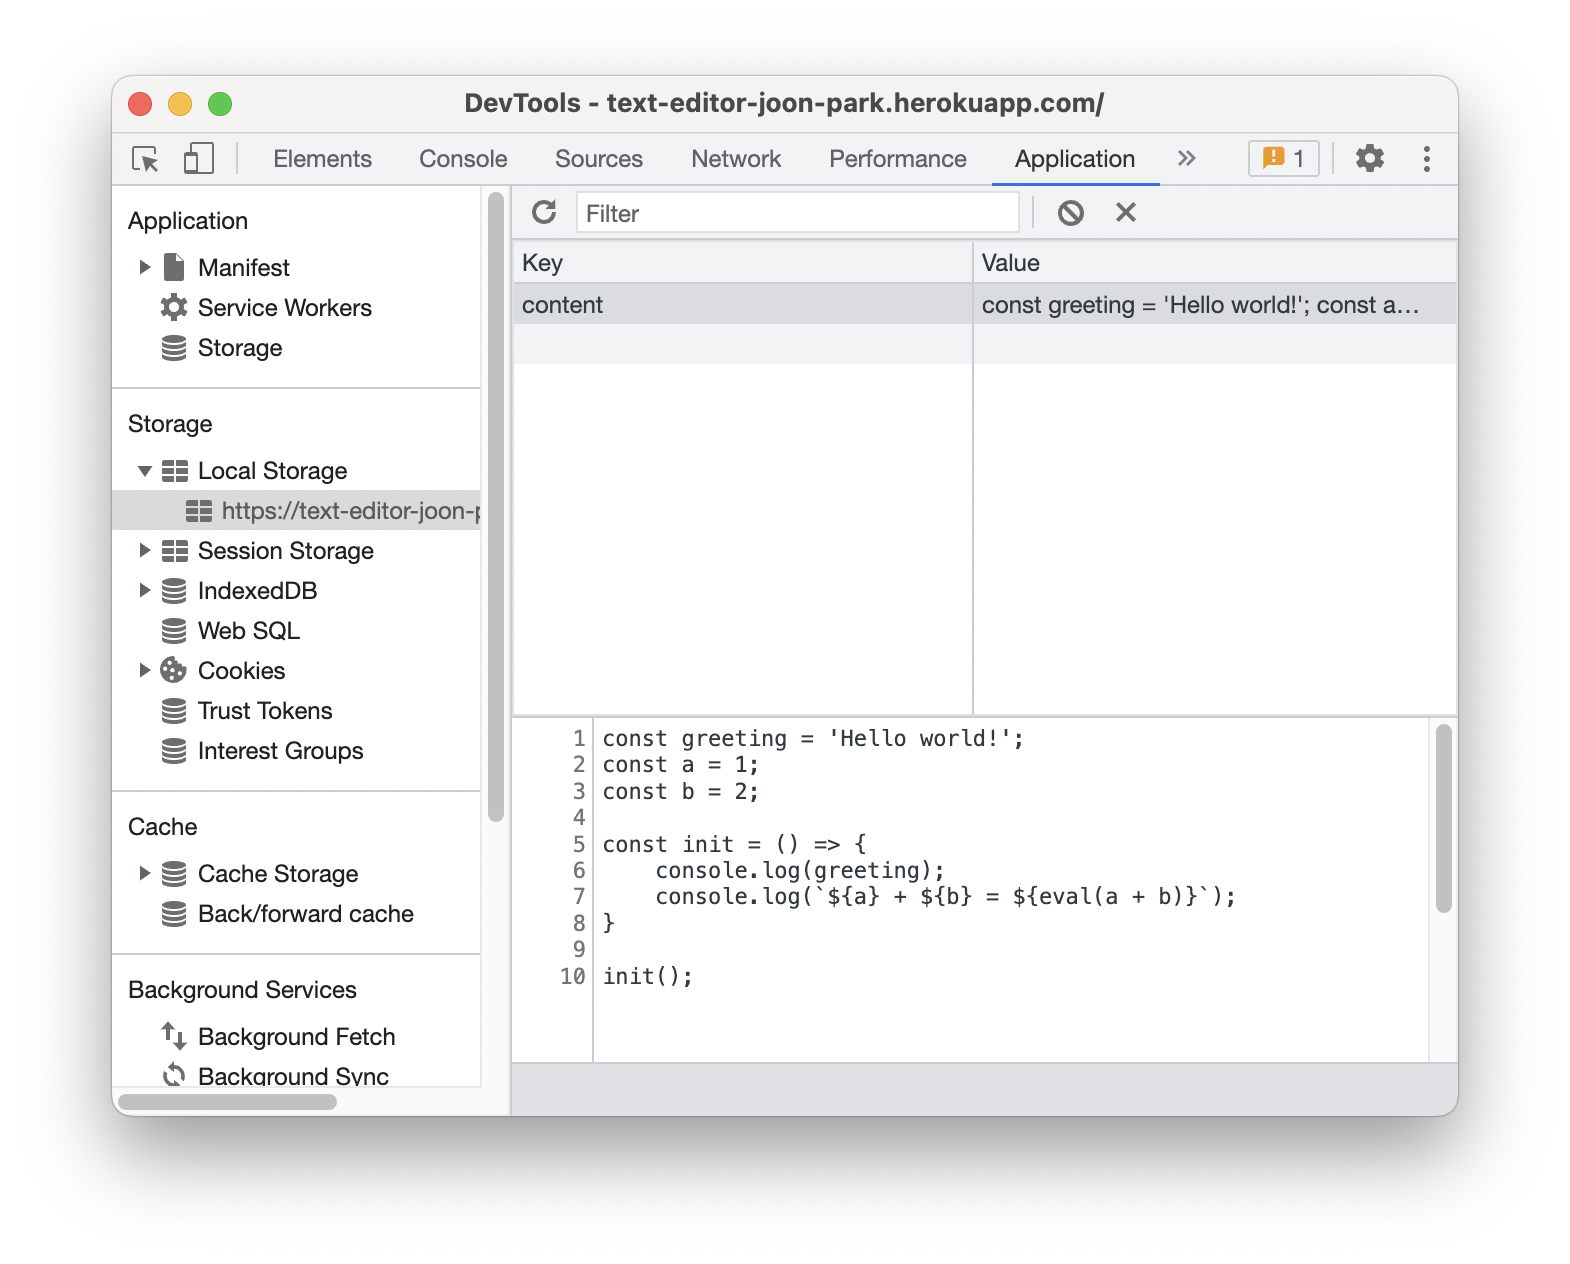 DevTools - text-editor-joon-park.herokuapp.com/
Elements Console Sources Network Performance Application 1
Application
Manifest
Service Workers
Storage
Storage
Local Storage
https://text-editor-joon-p
Session Storage
IndexedDB
Web SQL
Cookies
Trust Tokens
Interest Groups
Cache
Cache Storage
Back/forward cache
Background Services
Background Fetch
Background Sync
Filter
Key Value
content const greeting = 'Hello world!'; const a…
1 const greeting = 'Hello world!';
2 const a = 1;
3 const b = 2;
4
5 const init = () => {
6     console.log(greeting);
7     console.log(`${a} + ${b} = ${eval(a + b)}`);
8 }
9
10 init();